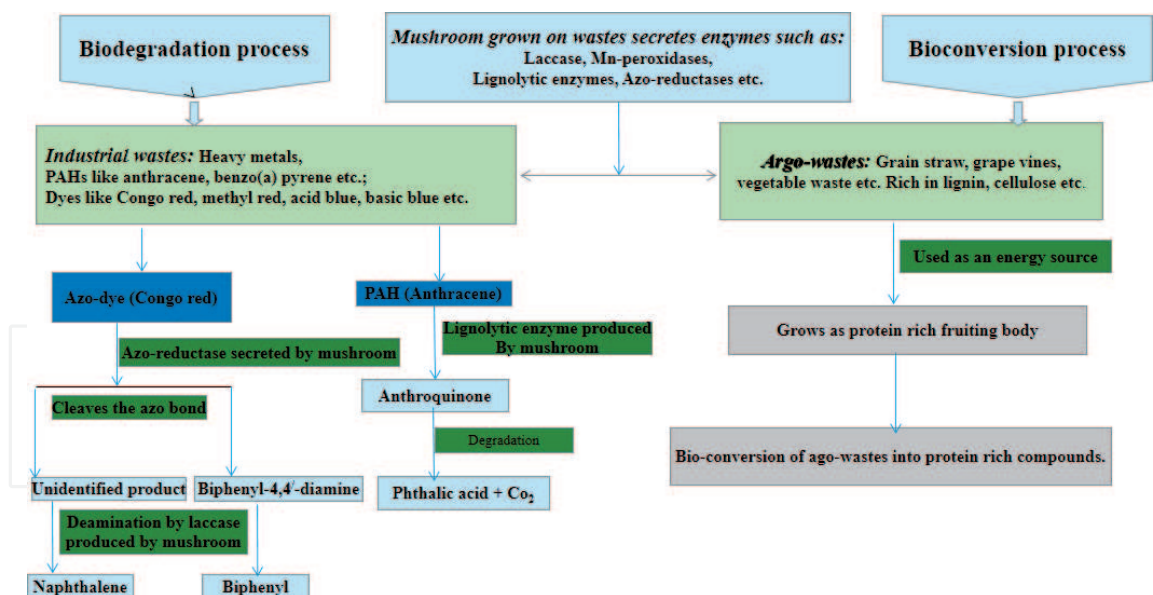 Biodegradation process
Mushroom grown on wastes secretes enzymes such as:
Laccase, Mn-peroxidases,
Lignolytic enzymes, Azo-reductases etc.
Bioconversion process
Industrial wastes: Heavy metals,
PAHs like anthracene, benzo(a) pyrene etc.;
Dyes like Congo red, methyl red, acid blue, basic blue etc.
Argo-wastes: Grain straw, grape vines,
vegetable waste etc. Rich in lignin, cellulose etc.
Used as an energy source
Azo-dye (Congo red)
PAH (Anthracene)
Grows as protein rich fruiting body
Azo-reductase secreted by mushroom
Lignolytic enzyme produced
By mushroom
Cleaves the azo bond
Anthroquinone
Degradation
Bio-conversion of ago-wastes into protein rich compounds.
Unidentified product
Biphenyl-4,4/-diamine
Phthalic acid + Co₂
Deamination by laccase
produced by mushroom
Naphthalene
Biphenyl